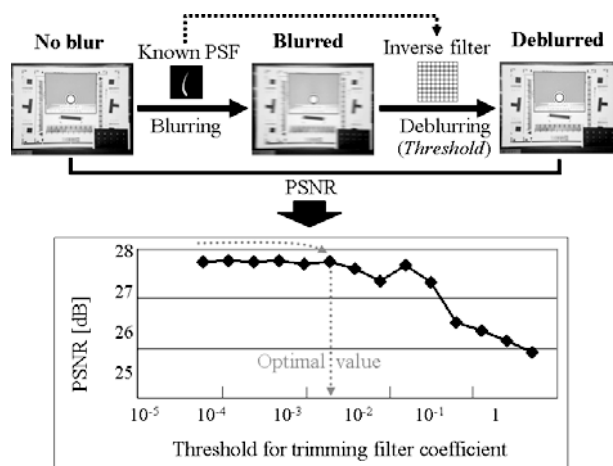 No blur
Known PSF
Blurring
Blurred
Inverse filter
Deblurring
(Threshold)
Deblurred
PSNR
28
27
26
25
PSNR [dB]
Optimal value
10-5
10-4
10-3
10-2
10-1
1
Threshold for trimming filter coefficient